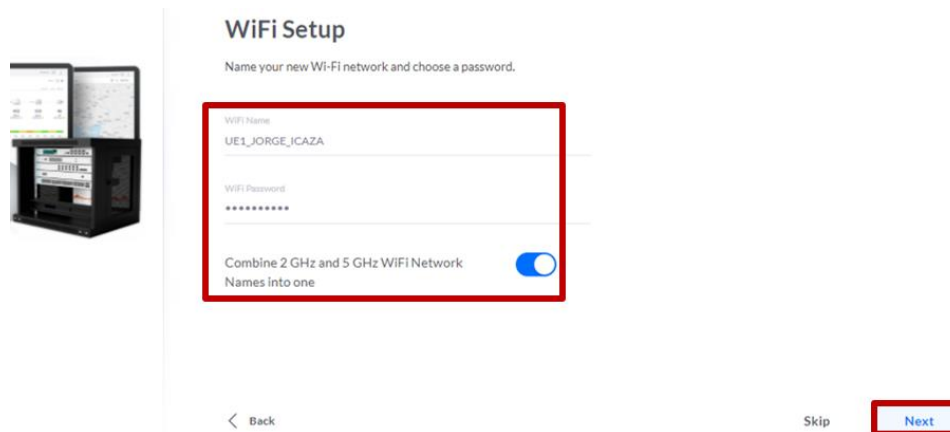 WiFi Setup
Name your new Wi-Fi network and choose a password.
WiFi Name
UE1_JORGE_ICAZA
WiFi Password
••••••••••
Combine 2 GHz and 5 GHz WiFi Network
Names into one
Back
Skip
Next